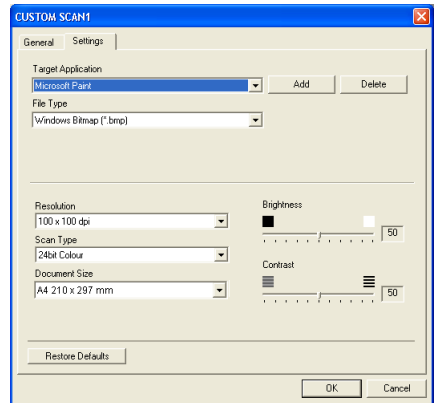 CUSTOM SCAN1
General Settings
Target Application
Microsoft Paint Add Delete
File Type
Windows Bitmap (*.bmp)
Resolution Brightness
100 x 100 dpi 50
Scan Type
24bit Colour
Contrast
Document Size
A4 210 x 297 mm 50
Restore Defaults
OK Cancel